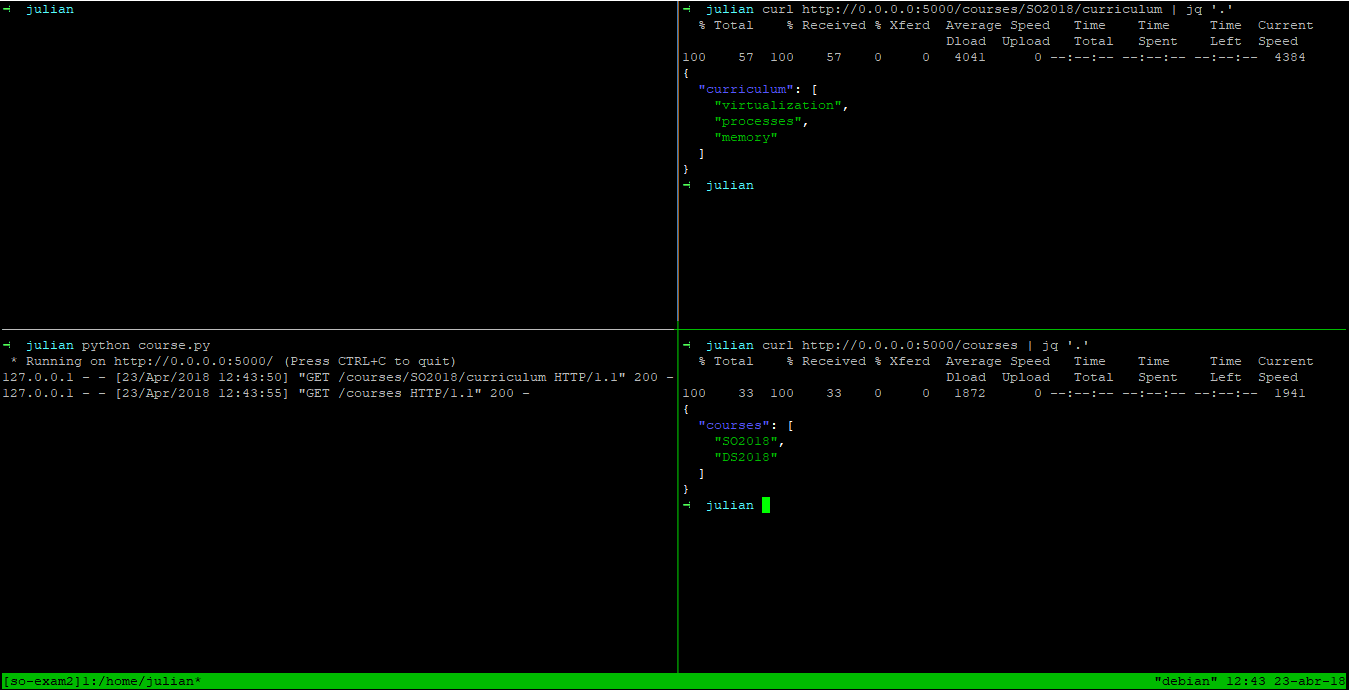 → julian
→ julian curl http://0.0.0.0:5000/courses/SO2018/curriculum | jq '.'
% Total % Received % Xferd Average Speed Time Time Time Current
Dload Upload Total Spent Left Speed
100 57 100 57 0 0 4041 0 --:--:-- --:--:-- --:--:-- 4384
{
"curriculum": [
"virtualization",
"processes",
"memory"
]
}
→ julian
→ julian python course.py
* Running on http://0.0.0.0:5000/ (Press CTRL+C to quit)
127.0.0.1 - - [23/Apr/2018 12:43:50] "GET /courses/SO2018/curriculum HTTP/1.1" 200 -
127.0.0.1 - - [23/Apr/2018 12:43:55] "GET /courses HTTP/1.1" 200 -
→ julian curl http://0.0.0.0:5000/courses | jq '.'
% Total % Received % Xferd Average Speed Time Time Time Current
Dload Upload Total Spent Left Speed
100 33 100 33 0 0 1872 0 --:--:-- --:--:-- --:--:-- 1941
{
"courses": [
"SO2018",
"DS2018"
]
}
→ julian
[so-exam2]1:/home/julian* "debian" 12:43 23-abr-18